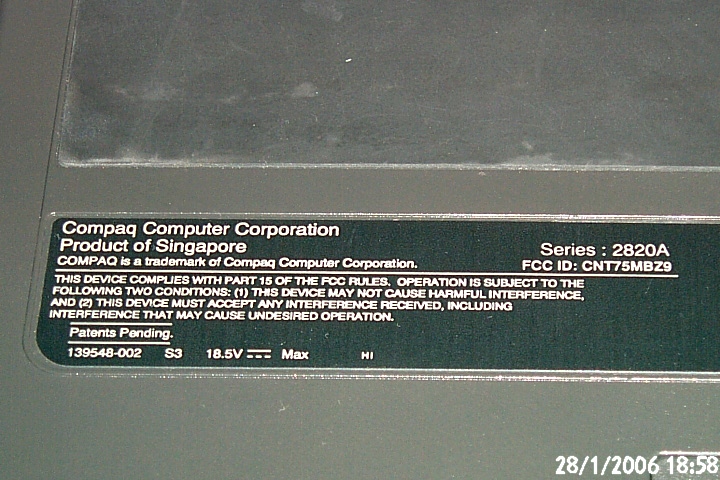 Compaq Computer Corporation
Product of Singapore
COMPAQ is a trademark of Compaq Computer Corporation.
Series : 2820A
FCC ID: CNT75MBZ9
THIS DEVICE COMPLIES WITH PART 15 OF THE FCC RULES. OPERATION IS SUBJECT TO THE
FOLLOWING TWO CONDITIONS: (1) THIS DEVICE MAY NOT CAUSE HARMFUL INTERFERENCE,
AND (2) THIS DEVICE MUST ACCEPT ANY INTERFERENCE RECEIVED, INCLUDING
INTERFERENCE THAT MAY CAUSE UNDESIRED OPERATION.
Patents Pending.
139548-002 S3 18.5V Max HI
28/1/2006 18:58